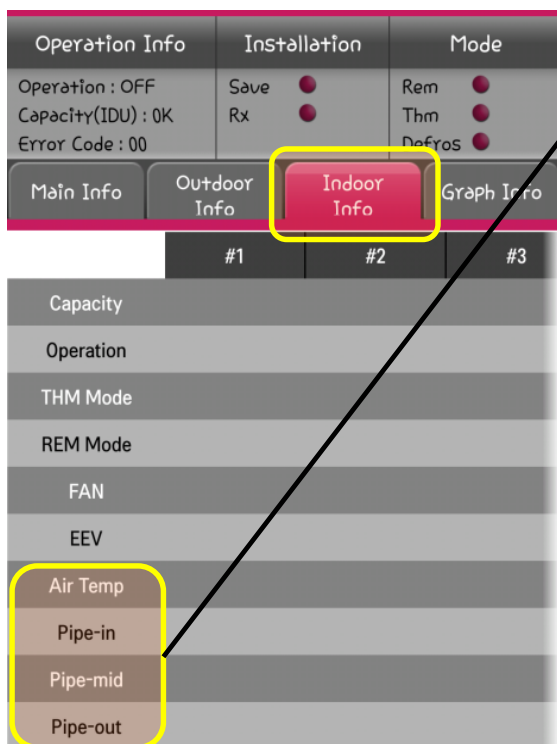 Operation Info Installation Mode
Operation : OFF Save Rem
Capacity(IDU) : 0K Rx Thm
Error Code : 00 Defros
Main Info Outdoor Info Indoor Info Graph Info
#1 #2 #3
Capacity
Operation
THM Mode
REM Mode
FAN
EEV
Air Temp
Pipe-in
Pipe-mid
Pipe-out